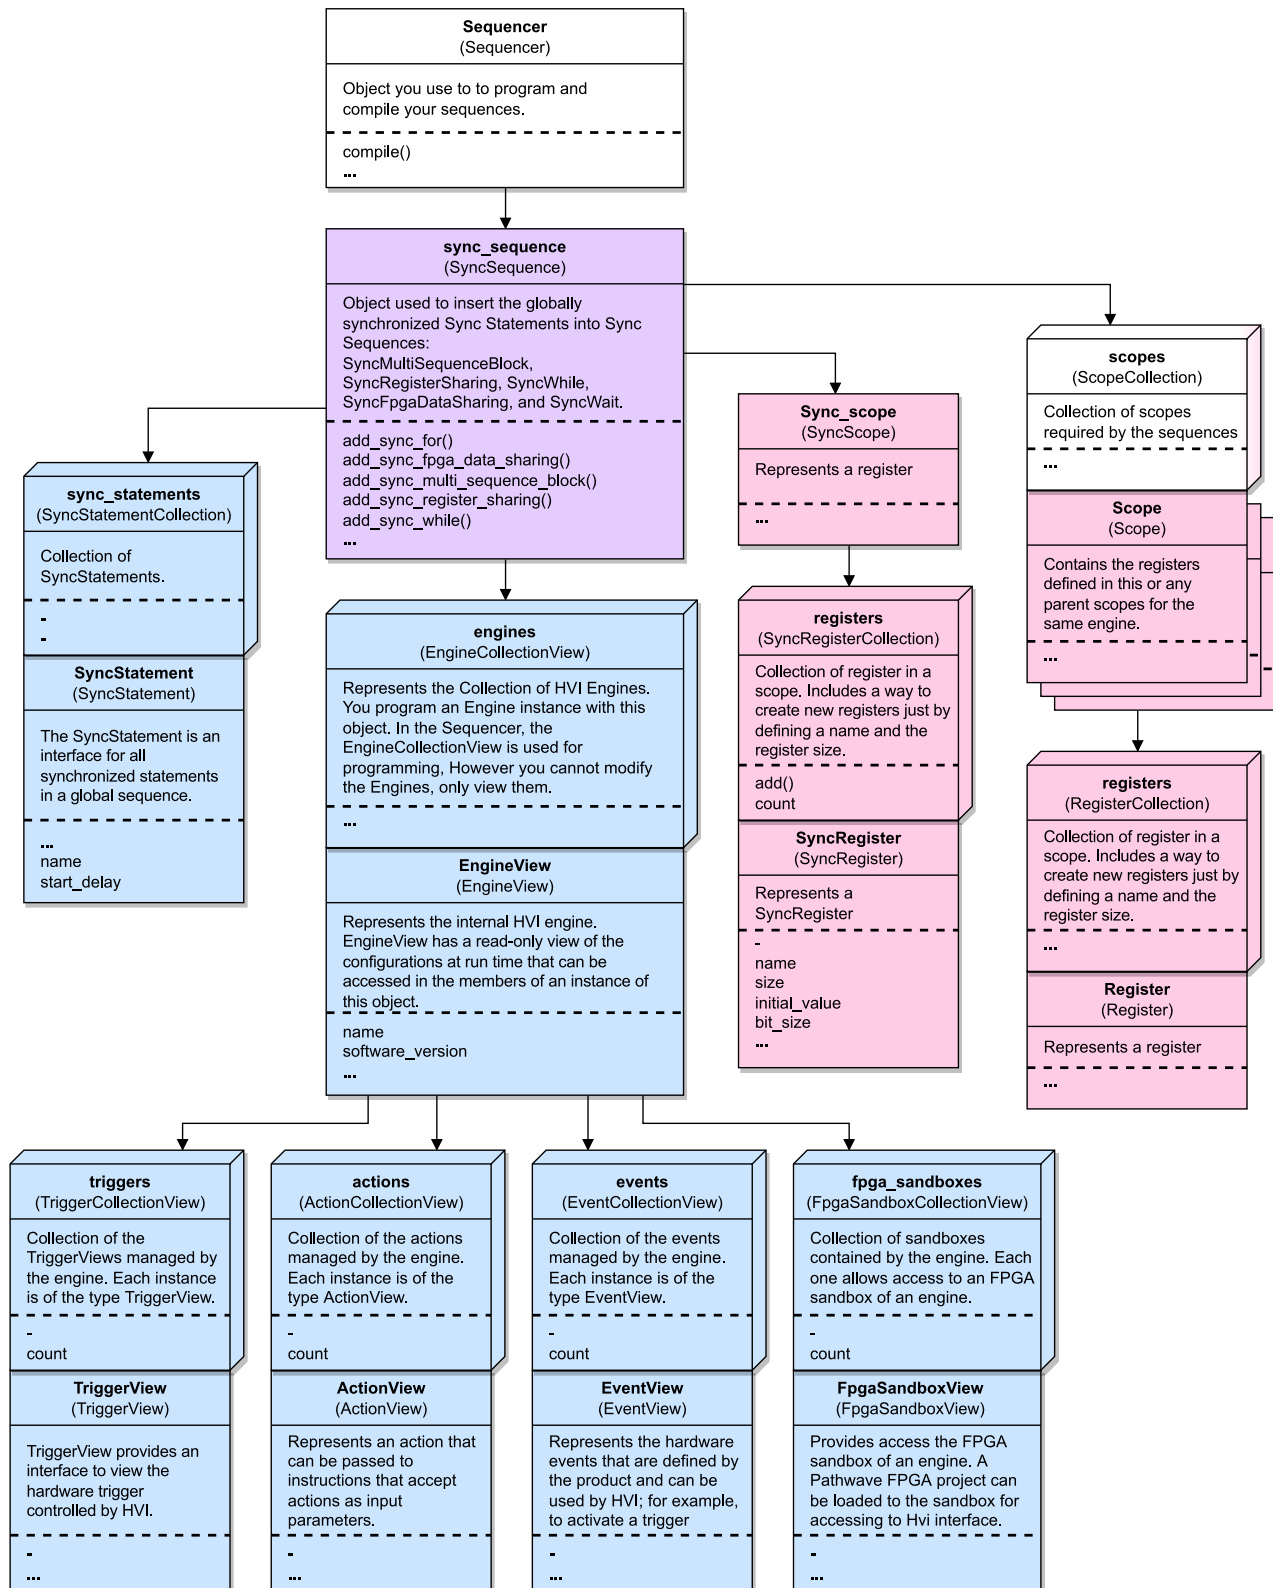 Sequencer
(Sequencer)
Object you use to to program and
compile your sequences.
compile()
...
sync_sequence
(SyncSequence)
Object used to insert the globally
synchronized Sync Statements into Sync
Sequences:
SyncMultiSequenceBlock,
SyncRegisterSharing, SyncWhile,
SyncFpgaDataSharing, and SyncWait.
add_sync_for()
add_sync_fpga_data_sharing()
add_sync_multi_sequence_block()
add_sync_register_sharing()
add_sync_while()
...
scopes
(ScopeCollection)
Collection of scopes
required by the sequences
...
Scope
(Scope)
Contains the registers
defined in this or any
parent scopes for the
same engine.
...
Sync_scope
(SyncScope)
Represents a register
...
sync_statements
(SyncStatementCollection)
Collection of
SyncStatements.
-
-
SyncStatement
(SyncStatement)
The SyncStatement is an
interface for all
synchronized statements
in a global sequence.
...
name
start_delay
engines
(EngineCollectionView)
Represents the Collection of HVI Engines.
You program an Engine instance with this
object. In the Sequencer, the
EngineCollectionView is used for
programming, However you cannot modify
the Engines, only view them.
...
EngineView
(EngineView)
Represents the internal HVI engine.
EngineView has a read-only view of the
configurations at run time that can be
accessed in the members of an instance of
this object.
name
software_version
...
registers
(SyncRegisterCollection)
Collection of register in a
scope. Includes a way to
create new registers just by
defining a name and the
register size.
add()
count
SyncRegister
(SyncRegister)
Represents a
SyncRegister
-
name
size
initial_value
bit_size
...
registers
(RegisterCollection)
Collection of register in a
scope. Includes a way to
create new registers just by
defining a name and the
register size.
...
Register
(Register)
Represents a register
...
triggers
(TriggerCollectionView)
Collection of the
TriggerViews managed by
the engine. Each instance
is of the type TriggerView.
-
count
TriggerView
(TriggerView)
TriggerView provides an
interface to view the
hardware trigger
controlled by HVI.
-
...
actions
(ActionCollectionView)
Collection of the actions
managed by the engine.
Each instance is of the
type ActionView.
-
count
ActionView
(ActionView)
Represents an action that
can be passed to
instructions that accept
actions as input
parameters.
-
...
events
(EventCollectionView)
Collection of the events
managed by the engine.
Each instance is of the
type EventView.
-
count
EventView
(EventView)
Represents the hardware
events that are defined by
the product and can be
used by HVI; for example,
to activate a trigger
-
...
fpga_sandboxes
(FpgaSandboxCollectionView)
Collection of sandboxes
contained by the engine. Each
one allows access to an FPGA
sandbox of an engine.
-
count
FpgaSandboxView
(FpgaSandboxView)
Provides access the FPGA
sandbox of an engine. A
Pathwave FPGA project can
be loaded to the sandbox for
accessing to Hvi interface.
-
...